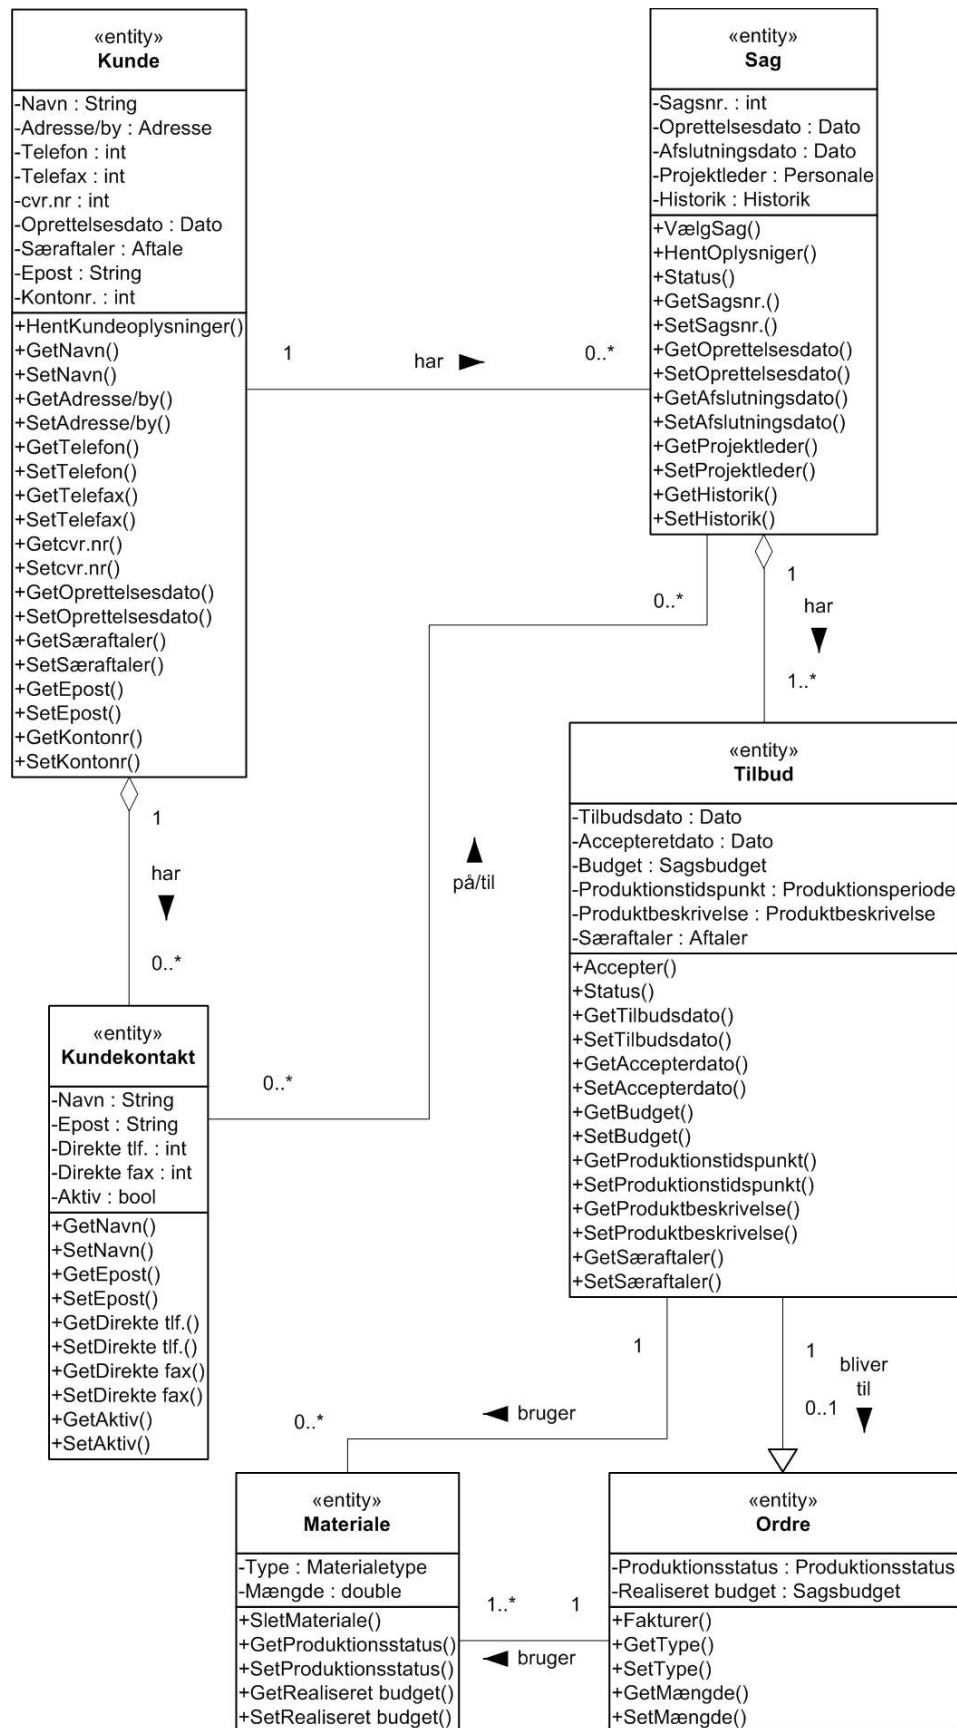 «entity»
Kunde
-Navn : String
-Adresse/by : Adresse
-Telefon : int
-Telefax : int
-cvr.nr : int
-Oprettelsesdato : Dato
-Særaftaler : Aftale
-Epost : String
-Kontonr. : int
+HentKundeoplysninger()
+GetNavn()
+SetNavn()
+GetAdresse/by()
+SetAdresse/by()
+GetTelefon()
+SetTelefon()
+GetTelefax()
+SetTelefax()
+Getcvr.nr()
+Setcvr.nr()
+GetOprettelsesdato()
+SetOprettelsesdato()
+GetSæraftaler()
+SetSæraftaler()
+GetEpost()
+SetEpost()
+GetKontonr()
+SetKontonr()
1
har
0..*
«entity»
Sag
-Sagsnr. : int
-Oprettelsesdato : Dato
-Afslutningsdato : Dato
-Projektleder : Personale
-Historik : Historik
+VælgSag()
+HentOplysniger()
+Status()
+GetSagsnr.()
+SetSagsnr.()
+GetOprettelsesdato()
+SetOprettelsesdato()
+GetAfslutningsdato()
+SetAfslutningsdato()
+GetProjektleder()
+SetProjektleder()
+GetHistorik()
+SetHistorik()
0..*
1
har
1..*
1
har
0..*
på/til
0..*
«entity»
Tilbud
-Tilbudsdato : Dato
-Accepteretdato : Dato
-Budget : Sagsbudget
-Produktionstidspunkt : Produktionsperiode
-Produktbeskrivelse : Produktbeskrivelse
-Særaftaler : Aftaler
+Accepter()
+Status()
+GetTilbudsdato()
+SetTilbudsdato()
+GetAccepterdato()
+SetAccepterdato()
+GetBudget()
+SetBudget()
+GetProduktionstidspunkt()
+SetProduktionstidspunkt()
+GetProduktbeskrivelse()
+SetProduktbeskrivelse()
+GetSæraftaler()
+SetSæraftaler()
«entity»
Kundekontakt
-Navn : String
-Epost : String
-Direkte tlf. : int
-Direkte fax : int
-Aktiv : bool
+GetNavn()
+SetNavn()
+GetEpost()
+SetEpost()
+GetDirekte tlf.()
+SetDirekte tlf.()
+GetDirekte fax()
+SetDirekte fax()
+GetAktiv()
+SetAktiv()
1
bruger
0..*
1
bliver
til
0..1
«entity»
Materiale
-Type : Materialetype
-Mængde : double
+SletMateriale()
+GetProduktionsstatus()
+SetProduktionsstatus()
+GetRealiseret budget()
+SetRealiseret budget()
1..*
1
bruger
«entity»
Ordre
-Produktionsstatus : Produktionsstatus
-Realiseret budget : Sagsbudget
+Fakturer()
+GetType()
+SetType()
+GetMængde()
+SetMængde()